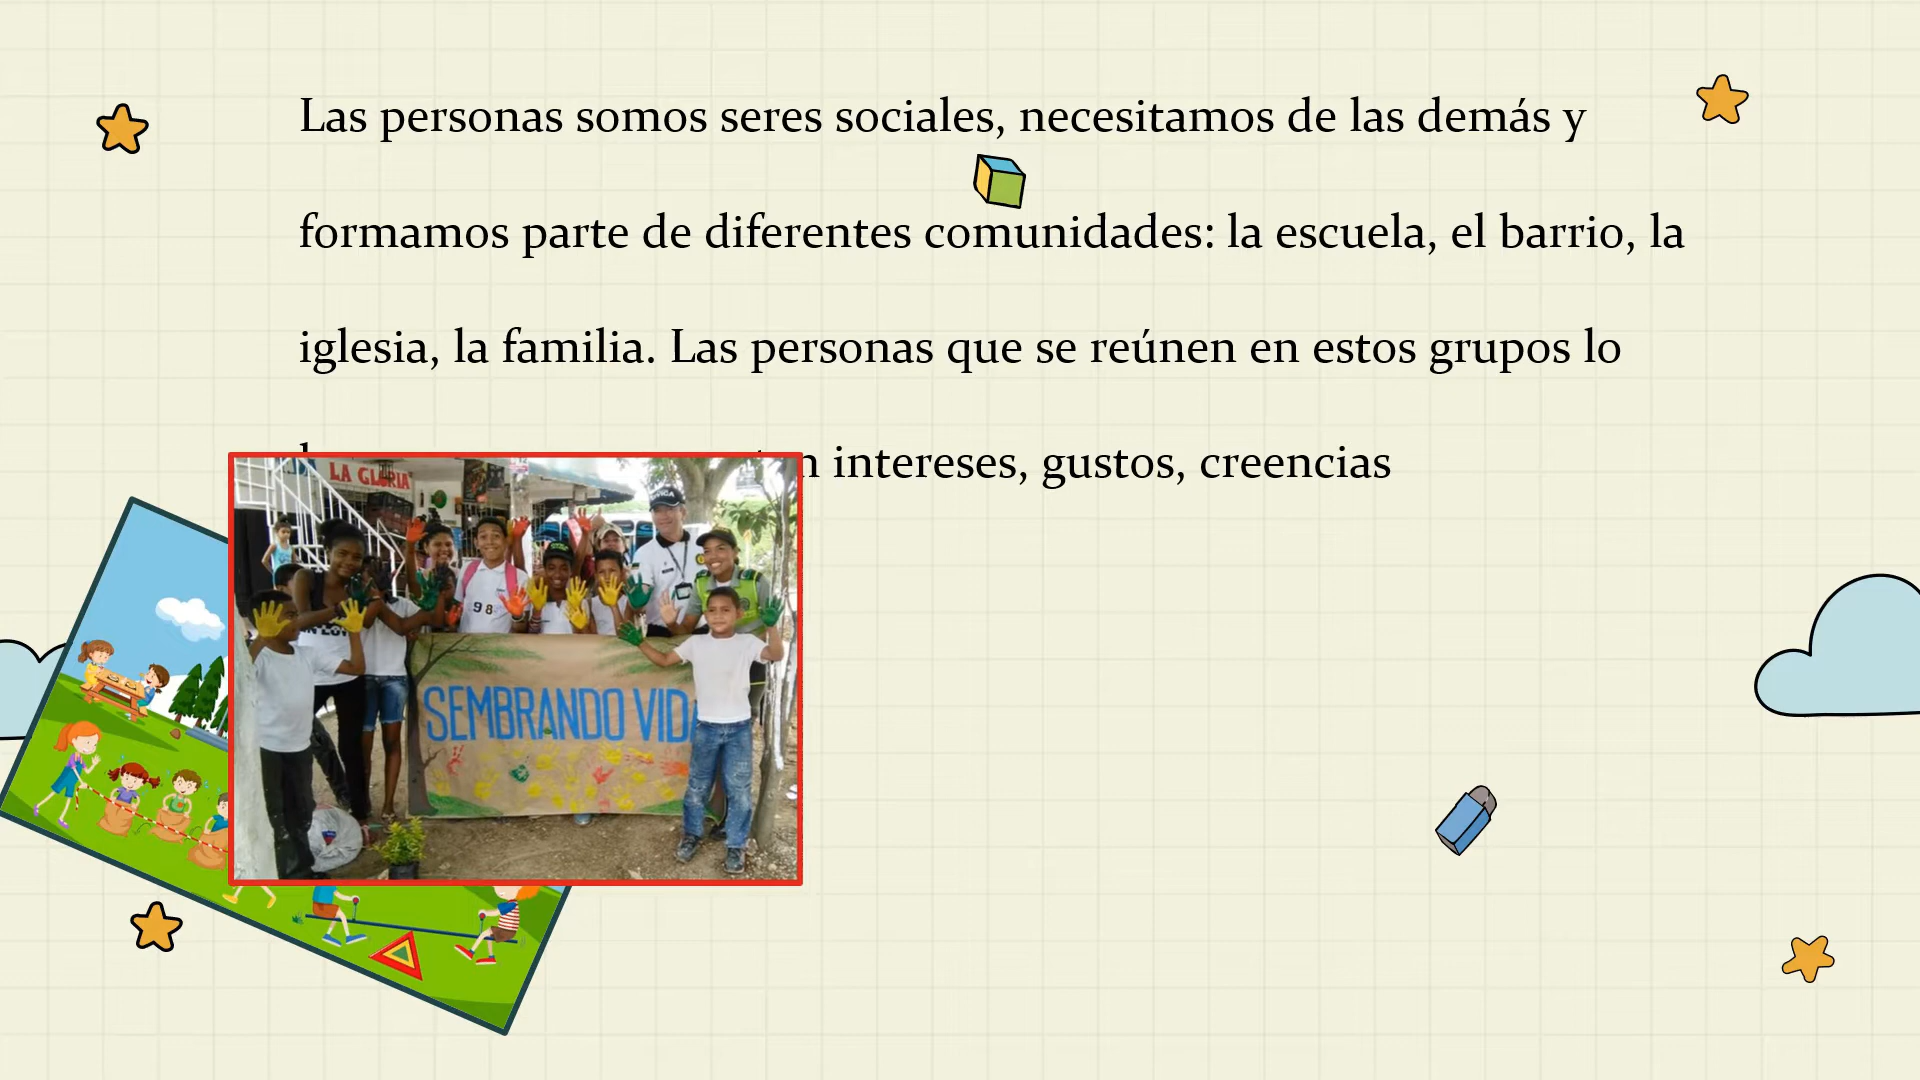 Las personas somos seres sociales, necesitamos de las demás y
formamos parte de diferentes comunidades: la escuela, el barrio, la
iglesia, la familia. Las personas que se reúnen en estos grupos lo
intereses, gustos, creencias
LA GLORIA
98
SEMBRANDO VID